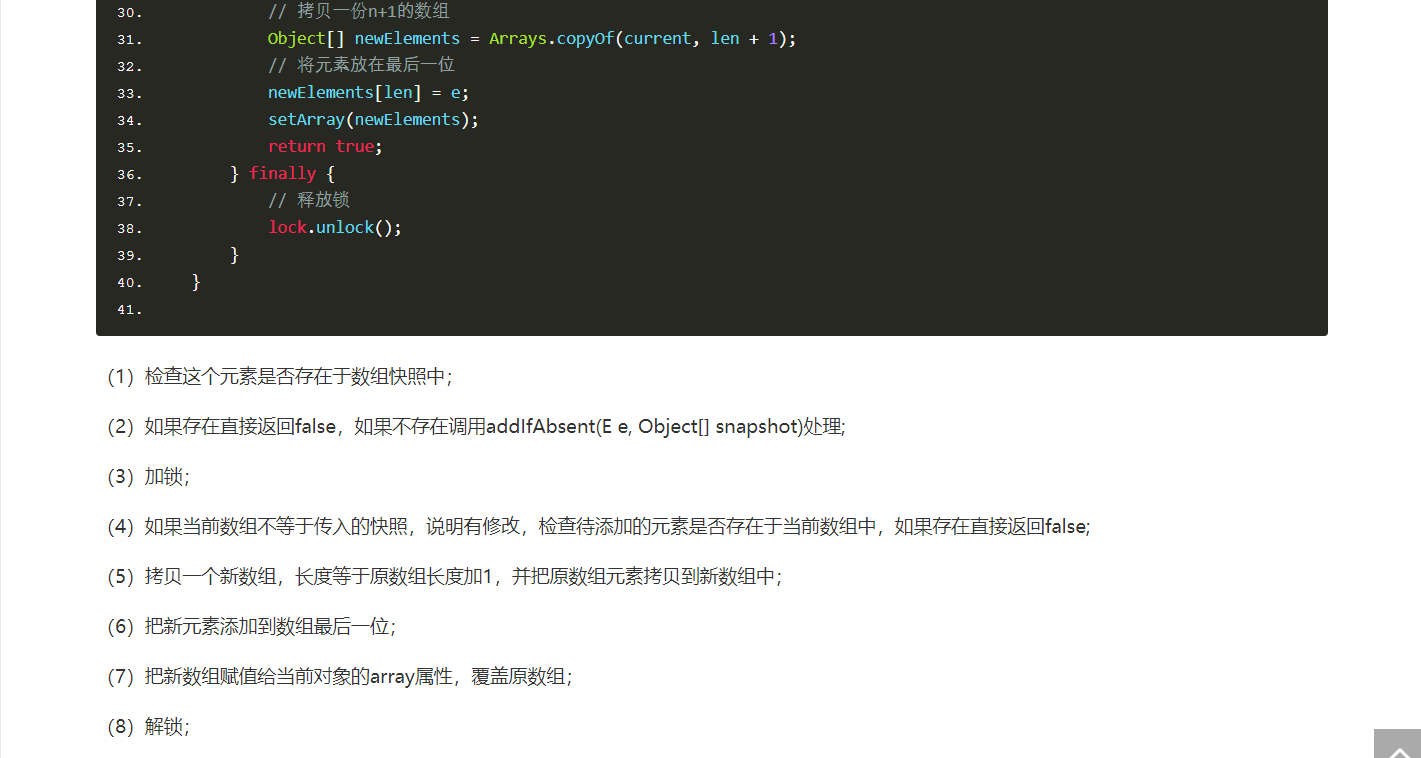 30. // 拷贝一份n+1的数组
31. Object[] newElements = Arrays.copyOf(current, len + 1);
32. // 将元素放在最后一位
33. newElements[len] = e;
34. setArray(newElements);
35. return true;
36. } finally {
37. // 释放锁
38. lock.unlock();
39. }
40. }
41.
（1）检查这个元素是否存在于数组快照中；
（2）如果存在直接返回false，如果不存在调用addIfAbsent(E e, Object[] snapshot)处理;
（3）加锁；
（4）如果当前数组不等于传入的快照，说明有修改，检查待添加的元素是否存在于当前数组中，如果存在直接返回false;
（5）拷贝一个新数组，长度等于原数组长度加1，并把原数组元素拷贝到新数组中；
（6）把新元素添加到数组最后一位；
（7）把新数组赋值给当前对象的array属性，覆盖原数组；
（8）解锁；